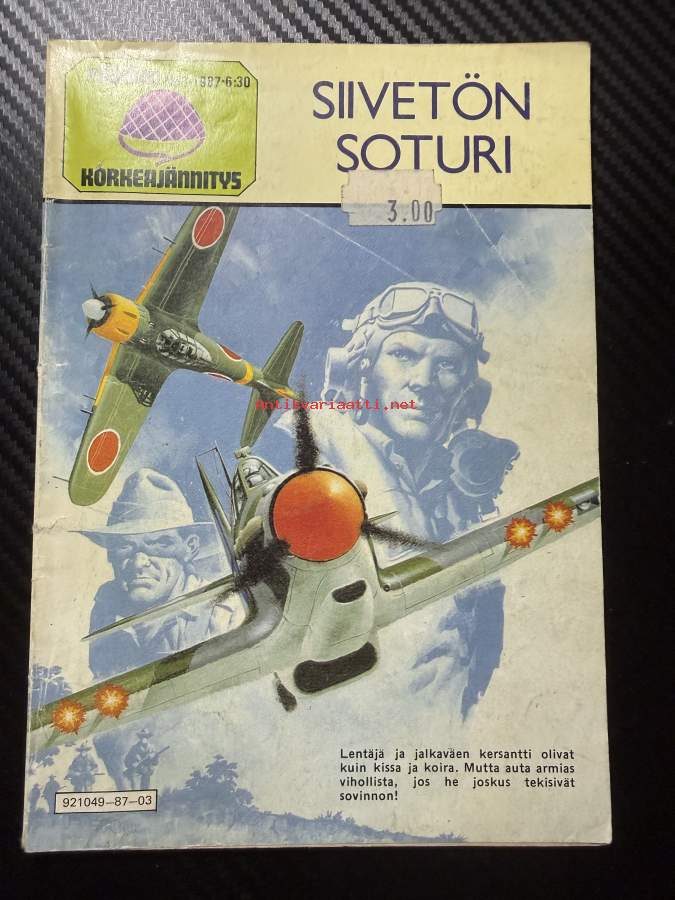 1987-6:30
KORKEAJÄNNITYS
SIIVETÖN
SOTURI
3.00
antikvariaatti.net
Lentäjä ja jalkaväen kersantti olivat
kuin kissa ja koira. Mutta auta armias
vihollista, jos he joskus tekisivät
sovinnon!
921049—87—03